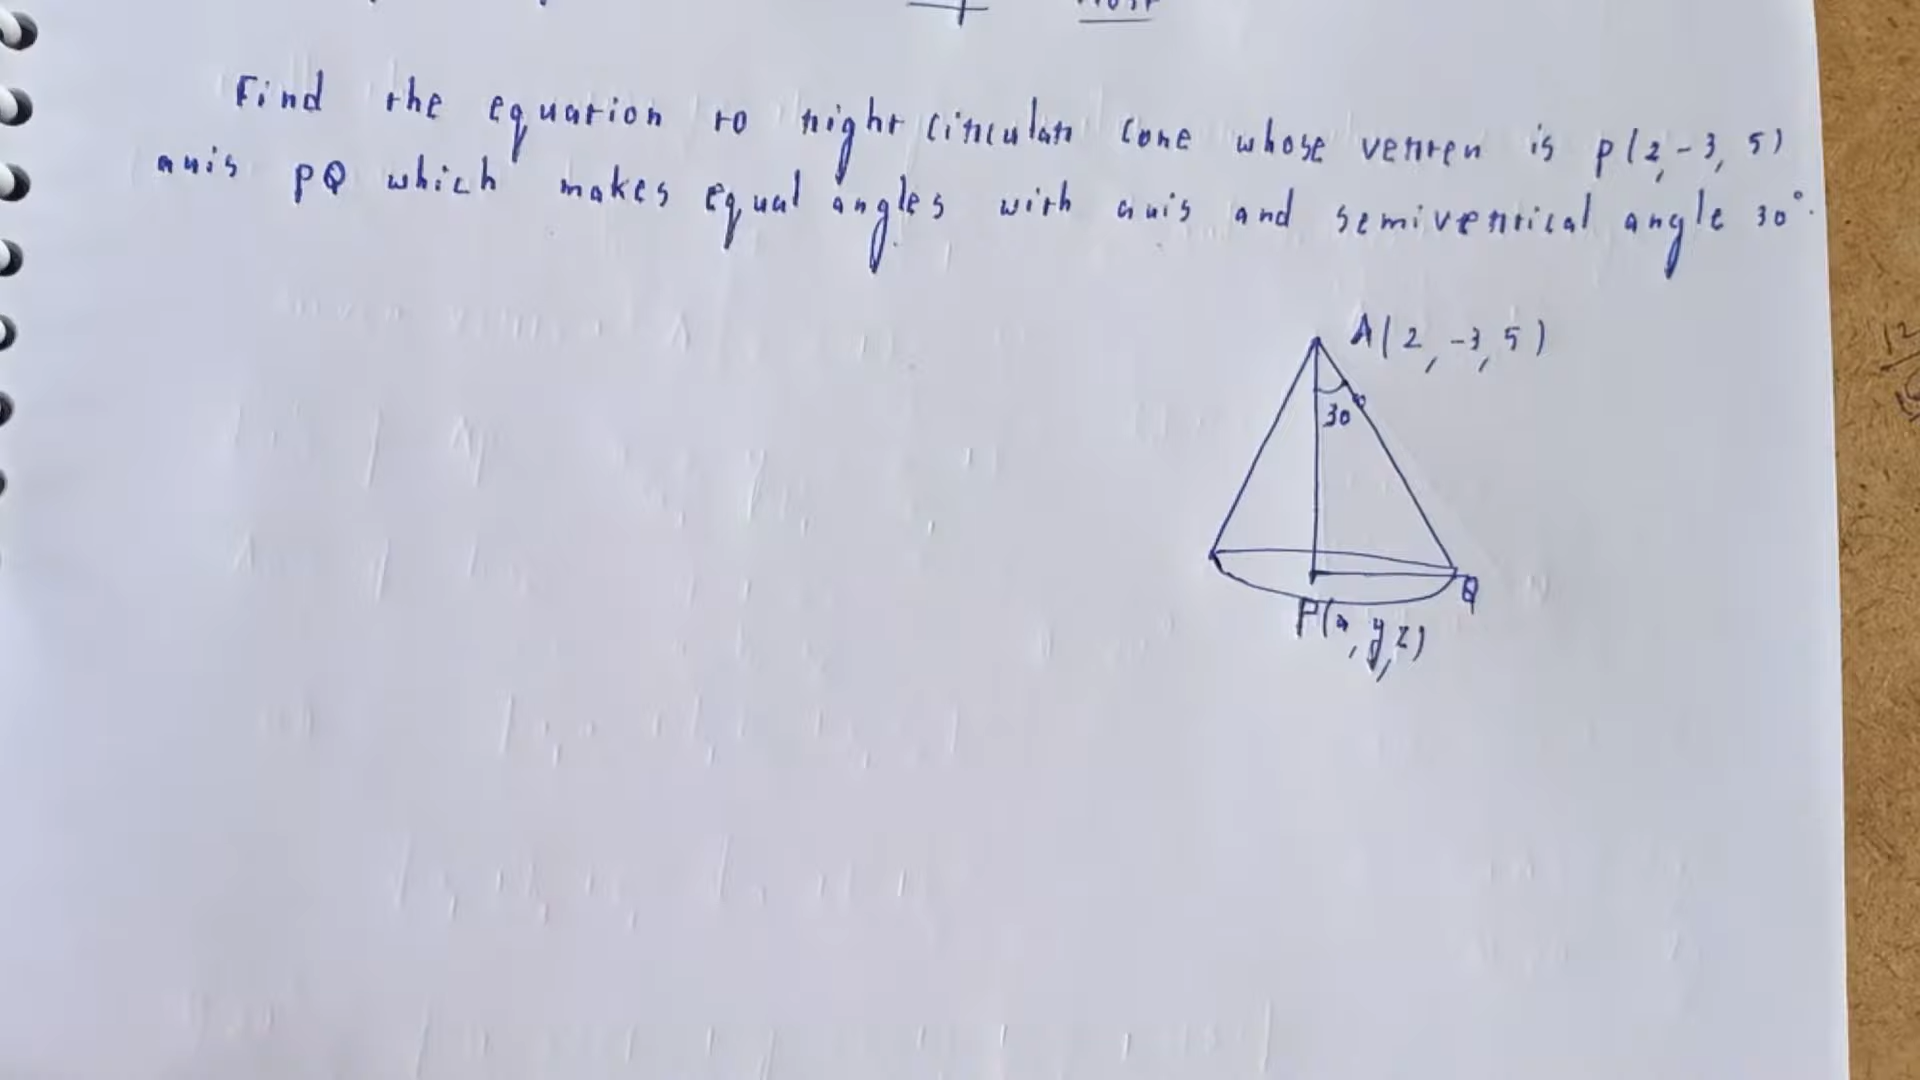 Find the equation to right circular cone whose vertex is P(2,-3, 5)
axis PQ which makes equal angles with axis and semivertical angle 30°.
A(2, -3, 5)
30°
Q
P(x, y, z)
12